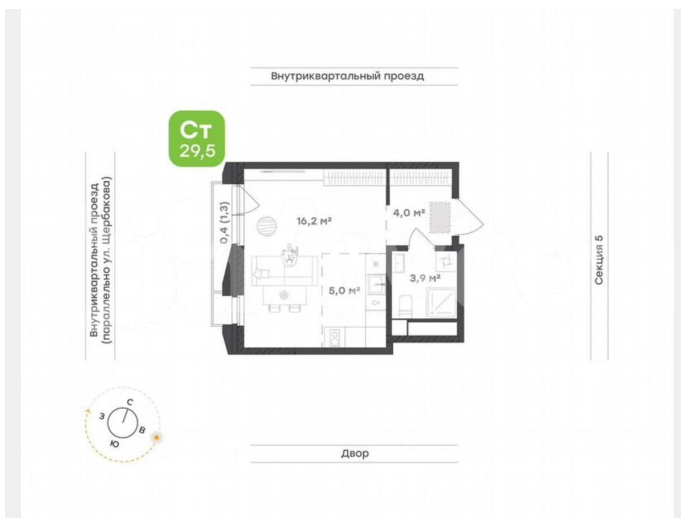 Внутриквартальный проезд
Ст
29,5
Внутриквартальный проезд
(параллельно ул. Щербакова)
0,4 (1,3)
16,2 м²
4,0 м²
5,0 м²
3,9 м²
Секция 5
С
З
В
Ю
Двор